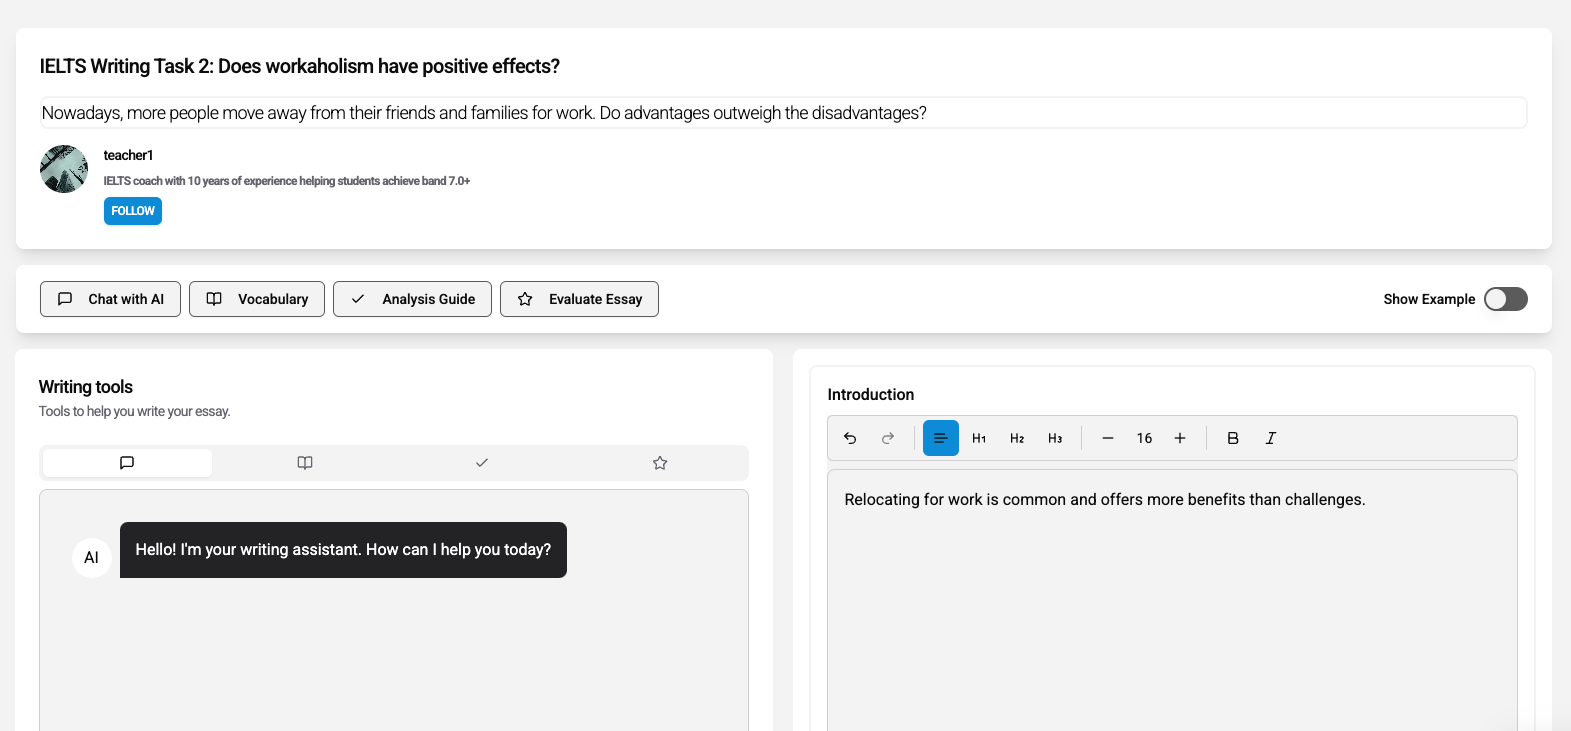 IELTS Writing Task 2: Does workaholism have positive effects?
Nowadays, more people move away from their friends and families for work. Do advantages outweigh the disadvantages?
teacher1
IELTS coach with 10 years of experience helping students achieve band 7.0+
FOLLOW
Chat with AI
Vocabulary
Analysis Guide
Evaluate Essay
Show Example
Writing tools
Tools to help you write your essay.
AI
Hello! I'm your writing assistant. How can I help you today?
Introduction
H1 H2 H3 16 B I
Relocating for work is common and offers more benefits than challenges.